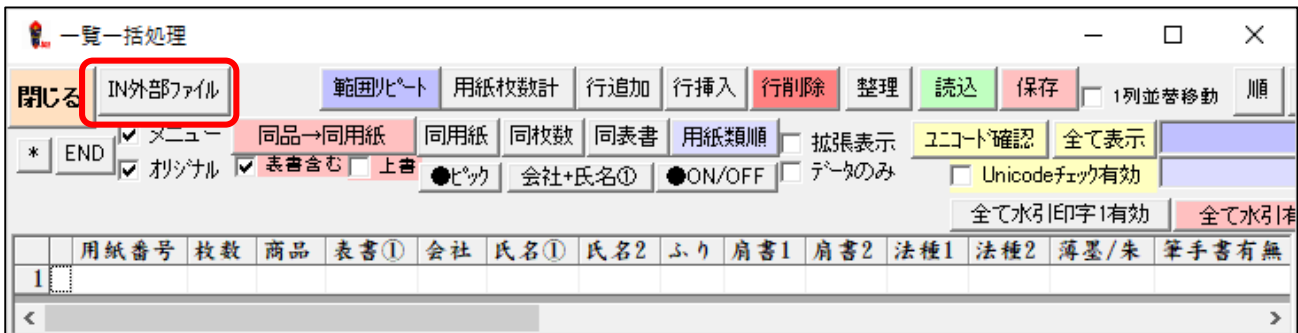 一覧一括処理
閉じる IN外部ファイル 範囲リピート 用紙枚数計 行追加 行挿入 行削除 整理 読込 保存 1列並替移動 順
* END メニュー 同品→同用紙 同用紙 同枚数 同表書 用紙類順 拡張表示 ユニコード確認 全て表示
オリジナル 表書含む 上書 ●ピック 会社+氏名① ●ON/OFF データのみ Unicodeチェック有効
全て水引印字1有効 全て水引有
用紙番号 枚数 商品 表書① 会社 氏名① 氏名2 ふり 肩書1 肩書2 法種1 法種2 薄墨/朱 筆手書有無
1